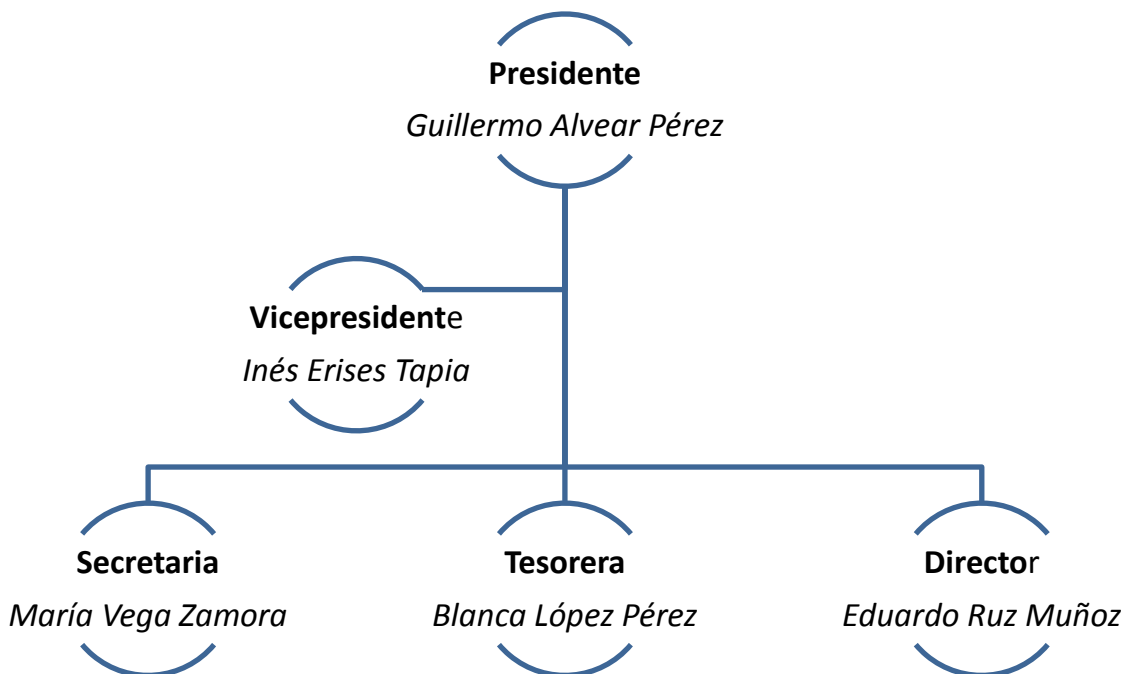 Presidente
Guillermo Alvear Pérez
Vicepresidente
Inés Erises Tapia
Secretaria
María Vega Zamora
Tesorera
Blanca López Pérez
Director
Eduardo Ruz Muñoz